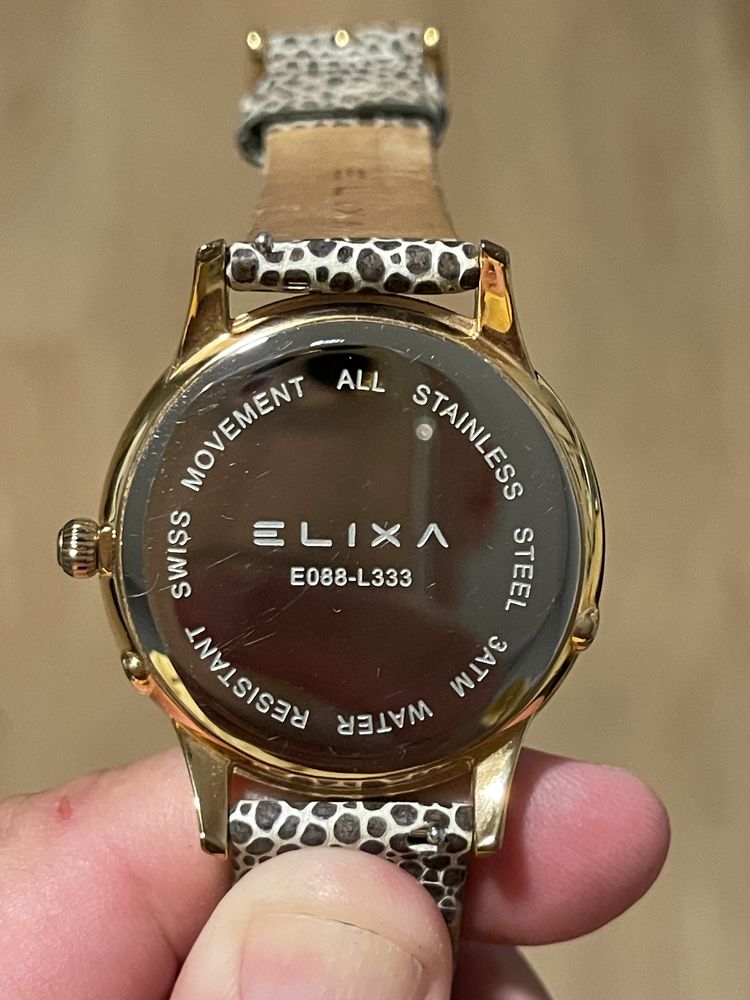 ELIXA
E088-L333
SWISS MOVEMENT ALL STAINLESS STEEL 3ATM WATER RESISTANT